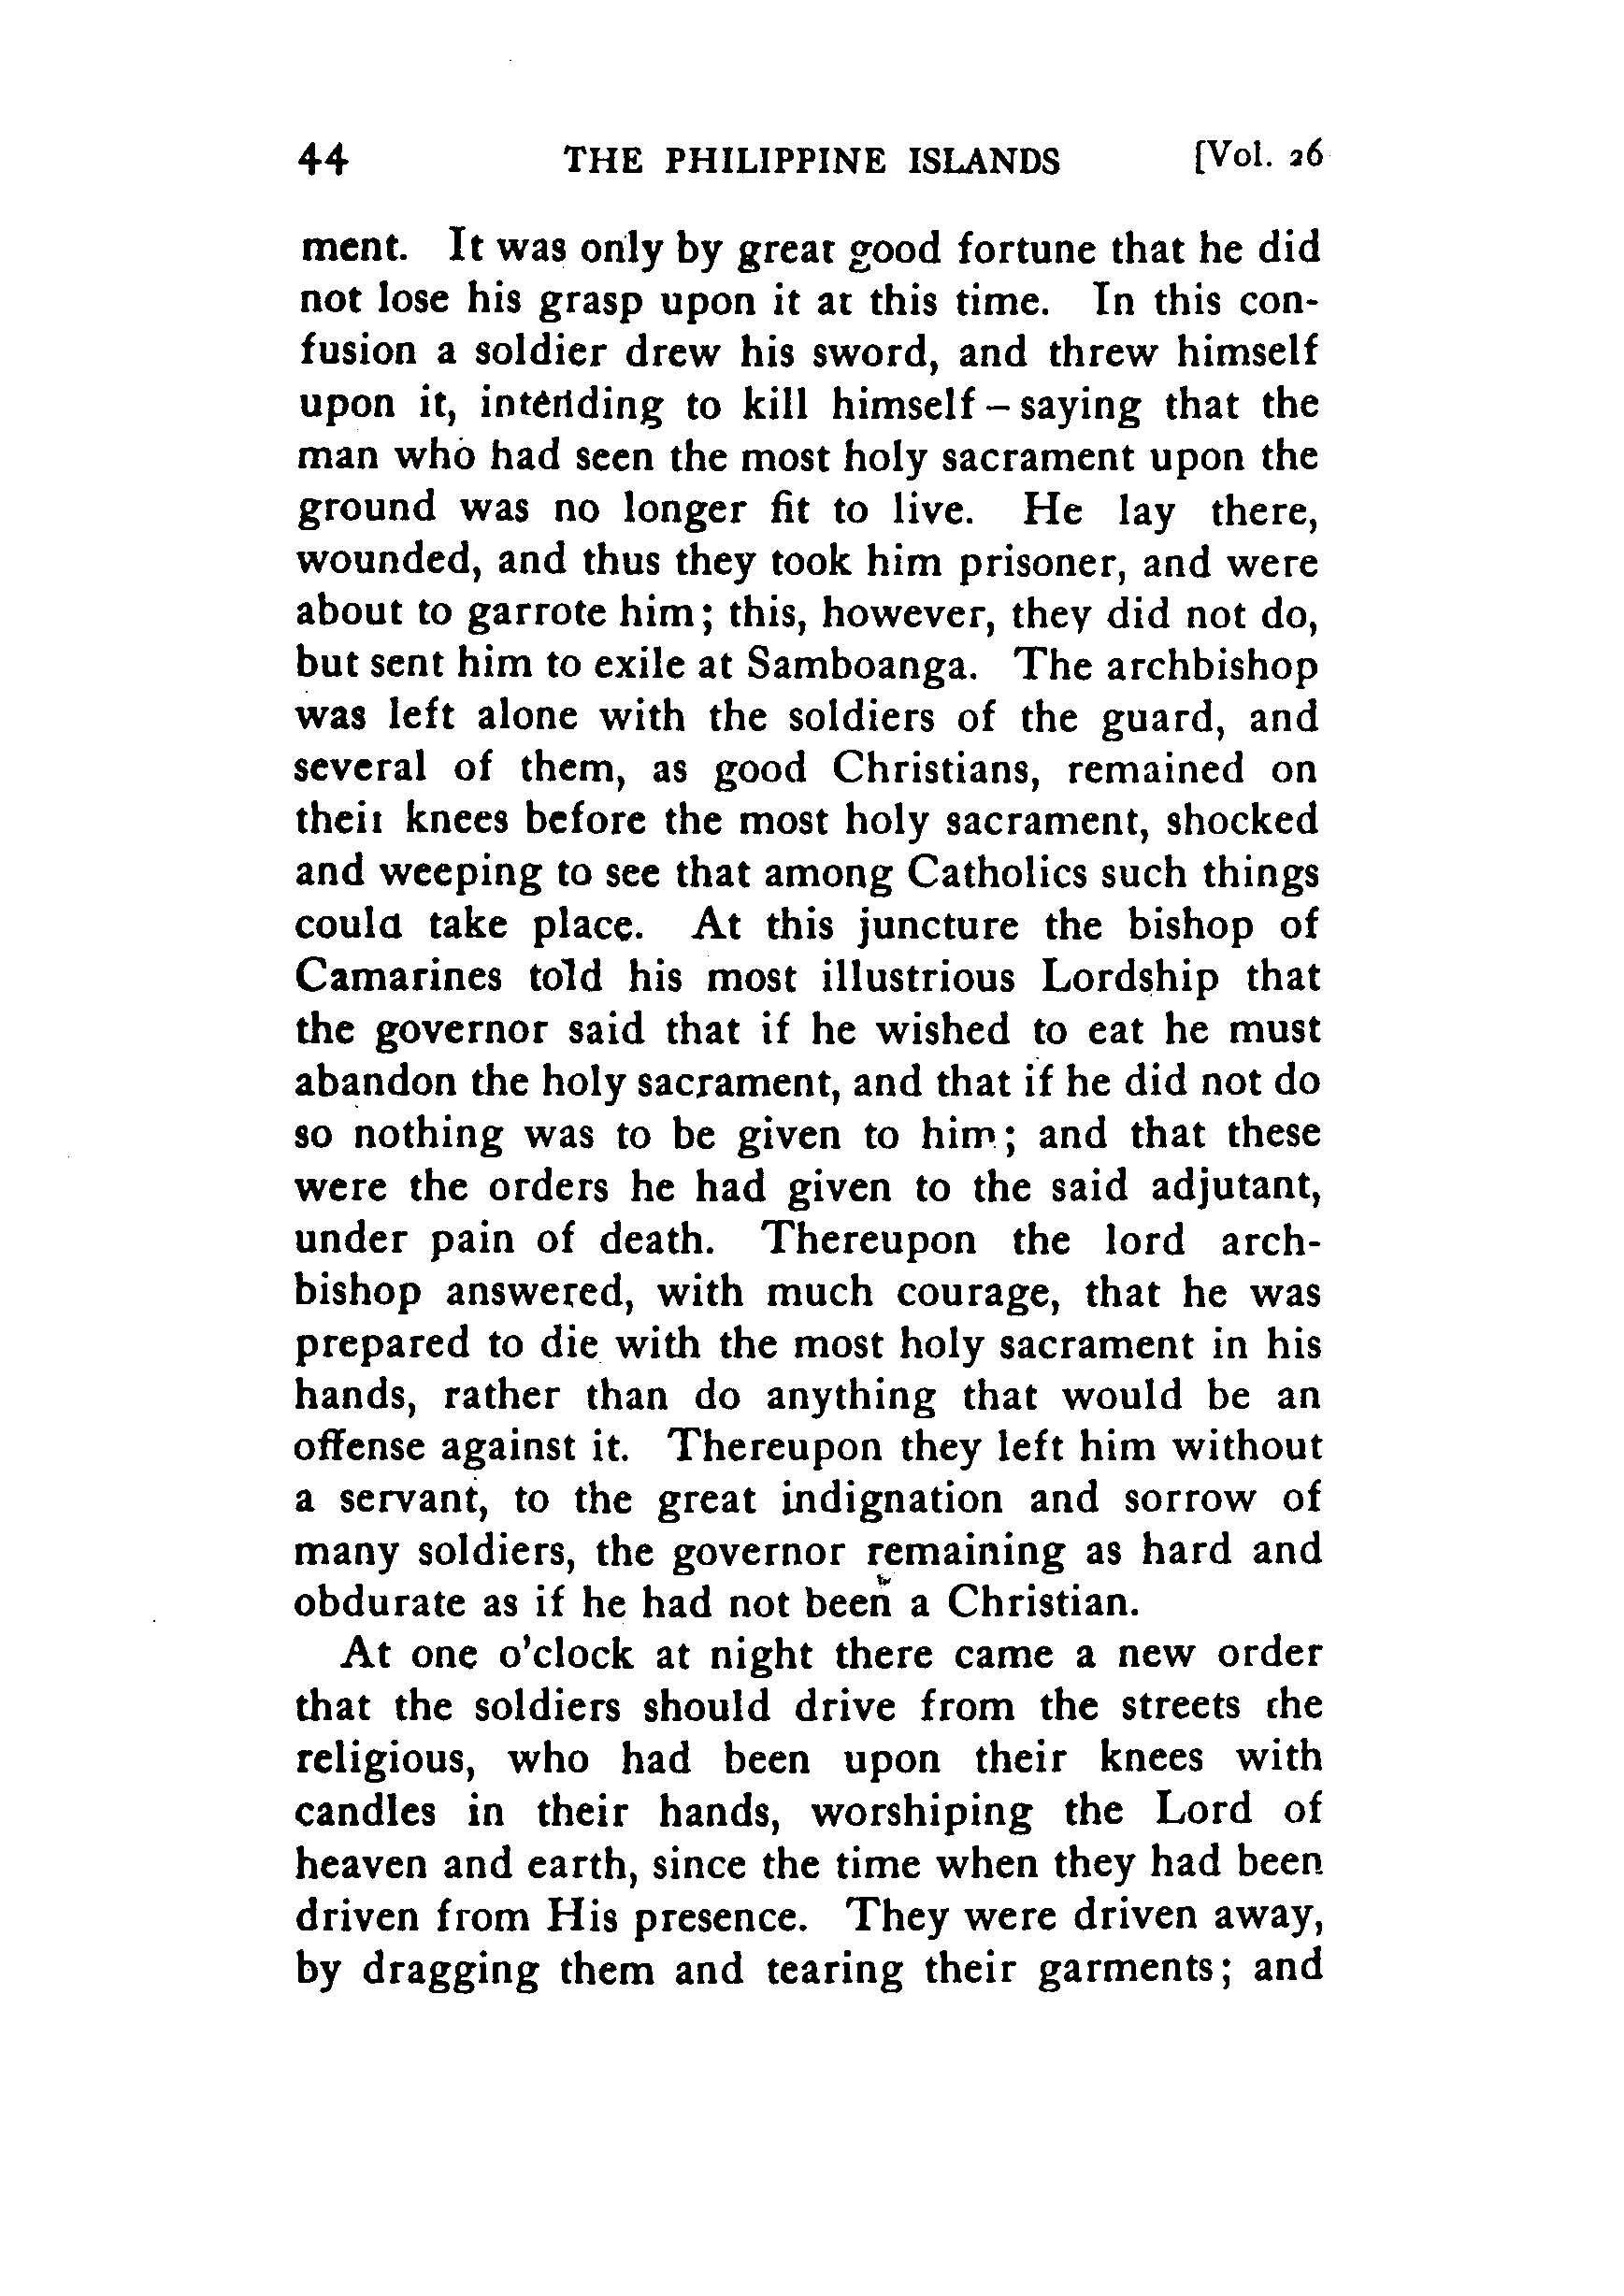 44 THE PHILIPPINE ISLANDS [Vol. 26
ment. It was only by great good fortune that he did
not lose his grasp upon it at this time. In this con-
fusion a soldier drew his sword, and threw himself
upon it, intending to kill himself – saying that the
man who had seen the most holy sacrament upon the
ground was no longer fit to live. He lay there,
wounded, and thus they took him prisoner, and were
about to garrote him; this, however, they did not do,
but sent him to exile at Samboanga. The archbishop
was left alone with the soldiers of the guard, and
several of them, as good Christians, remained on
their knees before the most holy sacrament, shocked
and weeping to see that among Catholics such things
could take place. At this juncture the bishop of
Camarines told his most illustrious Lordship that
the governor said that if he wished to eat he must
abandon the holy sacrament, and that if he did not do
so nothing was to be given to him; and that these
were the orders he had given to the said adjutant,
under pain of death. Thereupon the lord arch-
bishop answered, with much courage, that he was
prepared to die with the most holy sacrament in his
hands, rather than do anything that would be an
offense against it. Thereupon they left him without
a servant, to the great indignation and sorrow of
many soldiers, the governor remaining as hard and
obdurate as if he had not been a Christian.
At one o'clock at night there came a new order
that the soldiers should drive from the streets the
religious, who had been upon their knees with
candles in their hands, worshiping the Lord of
heaven and earth, since the time when they had been
driven from His presence. They were driven away,
by dragging them and tearing their garments; and